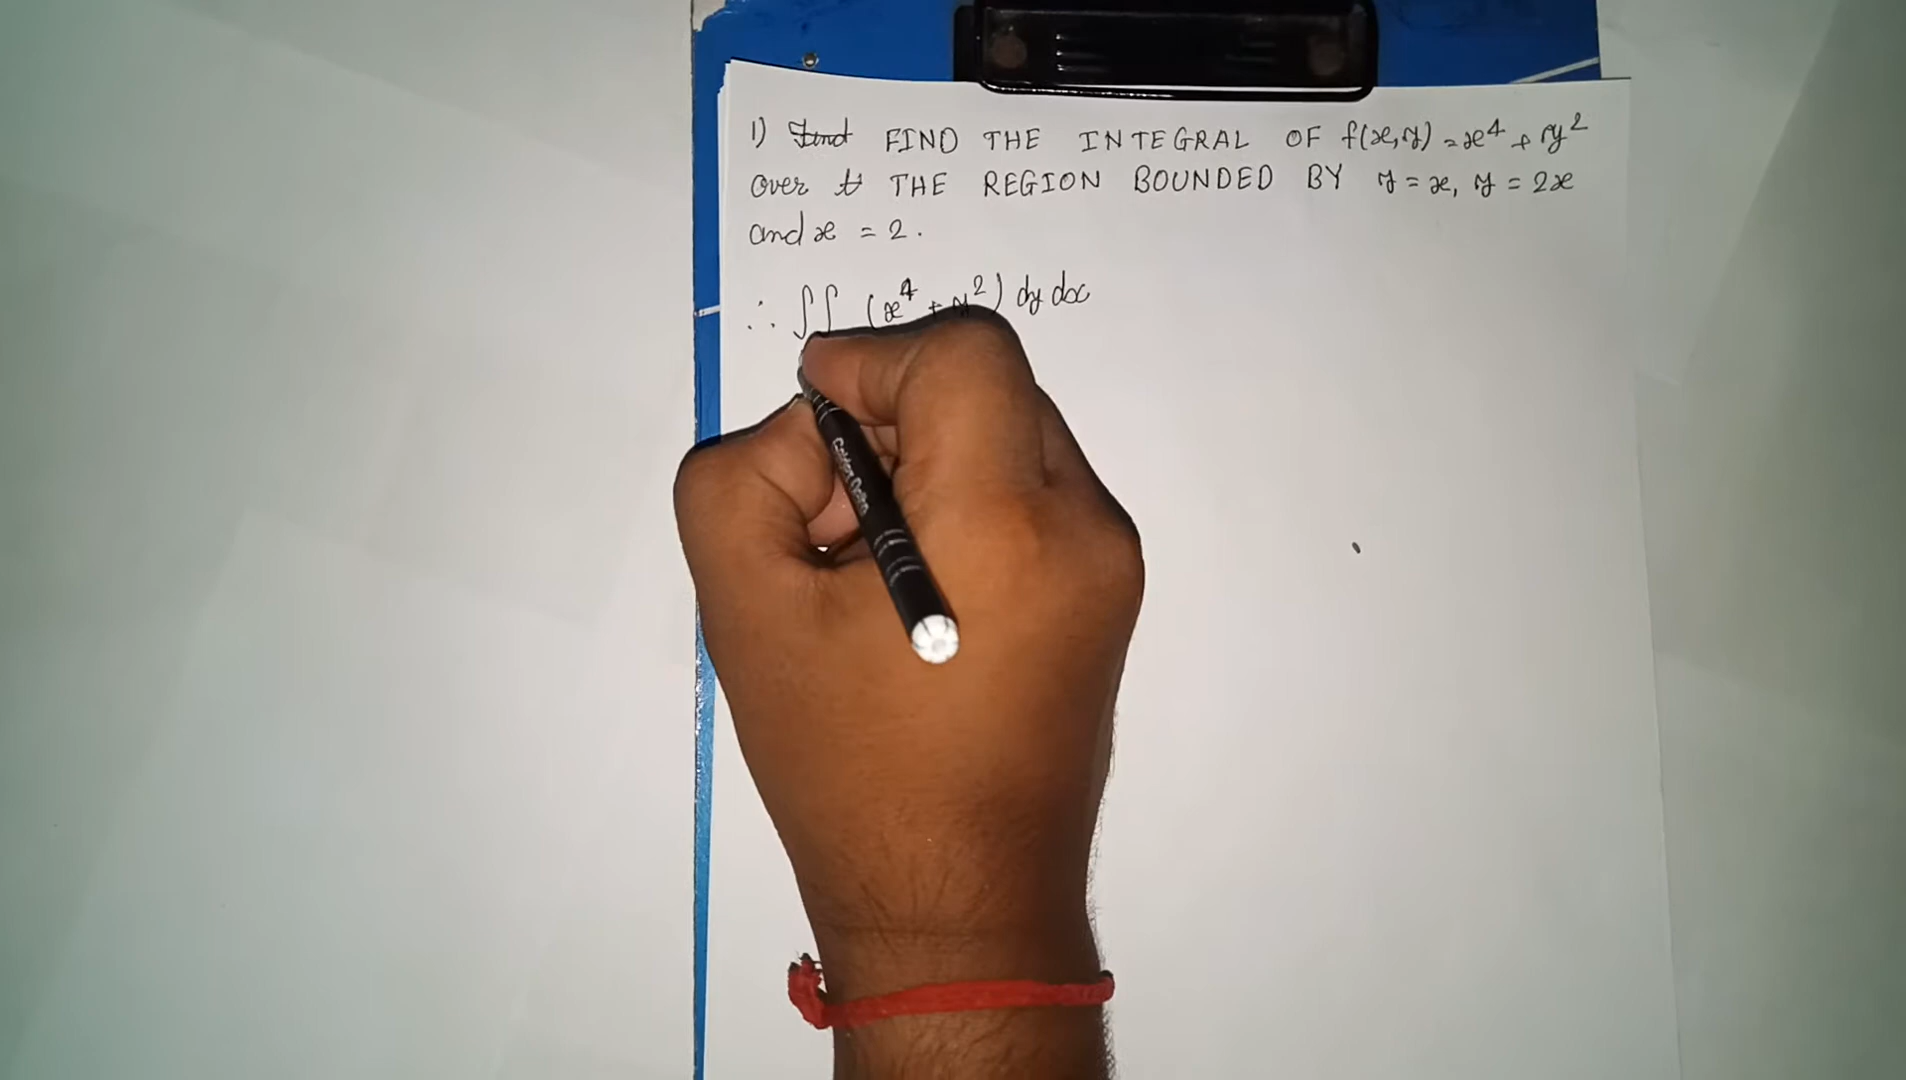 1) Find FIND THE INTEGRAL OF f(x,y) = x⁴ + y²
over t THE REGION BOUNDED BY y = x, y = 2x
and x = 2.
∴ ∫∫ (x⁴ + y²) dy dx